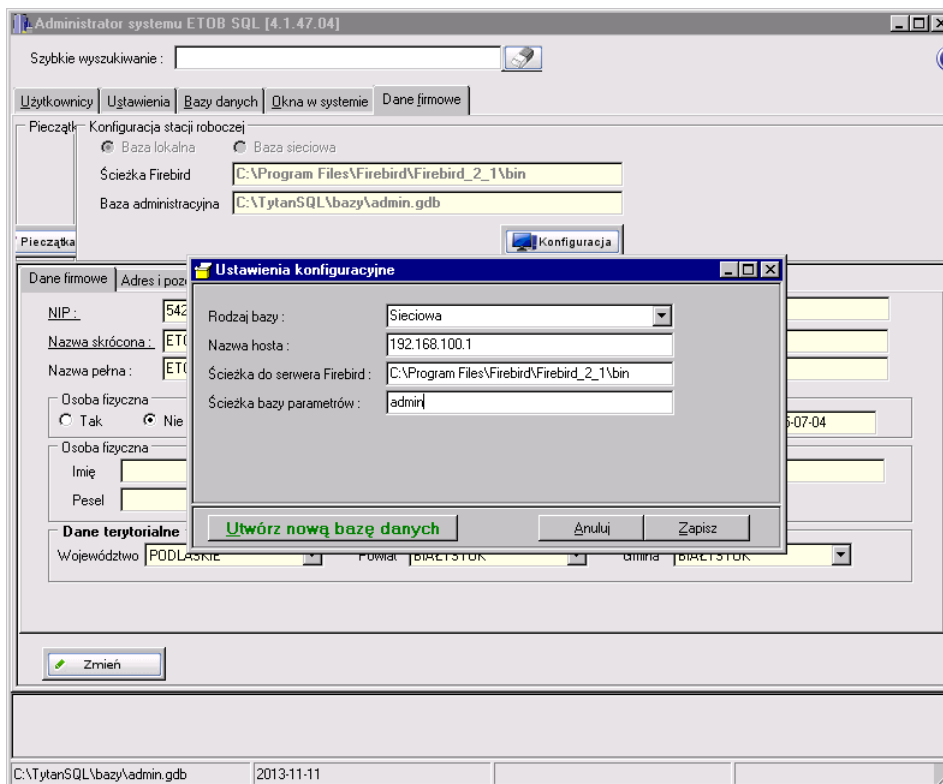 Administrator systemu ETOB SQL [4.1.47.04]
Szybkie wyszukiwanie :
Użytkownicy Ustawienia Bazy danych Okna w systemie Dane firmowe
Pieczątk Konfiguracja stacji roboczej
Baza lokalna Baza sieciowa
Ścieżka Firebird C:\Program Files\Firebird\Firebird_2_1\bin
Baza administracyjna C:\TytanSQL\bazy\admin.gdb
Pieczątka Konfiguracja
Dane firmowe Adres i poz
Ustawienia konfiguracyjne
NIP : 542
Rodzaj bazy : Sieciowa
Nazwa skrócona : ETO
Nazwa hosta : 192.168.100.1
Nazwa pełna : ETO
Ścieżka do serwera Firebird : C:\Program Files\Firebird\Firebird_2_1\bin
Ścieżka bazy parametrów : admin
Osoba fizyczna
Tak Nie
5-07-04
Osoba fizyczna
Imię
Pesel
Utwórz nową bazę danych Anuluj Zapisz
Dane terytorialne
Województwo PODLASKIE Powiat BIAŁYSTOK Gmina BIAŁYSTOK
Zmień
C:\TytanSQL\bazy\admin.gdb 2013-11-11